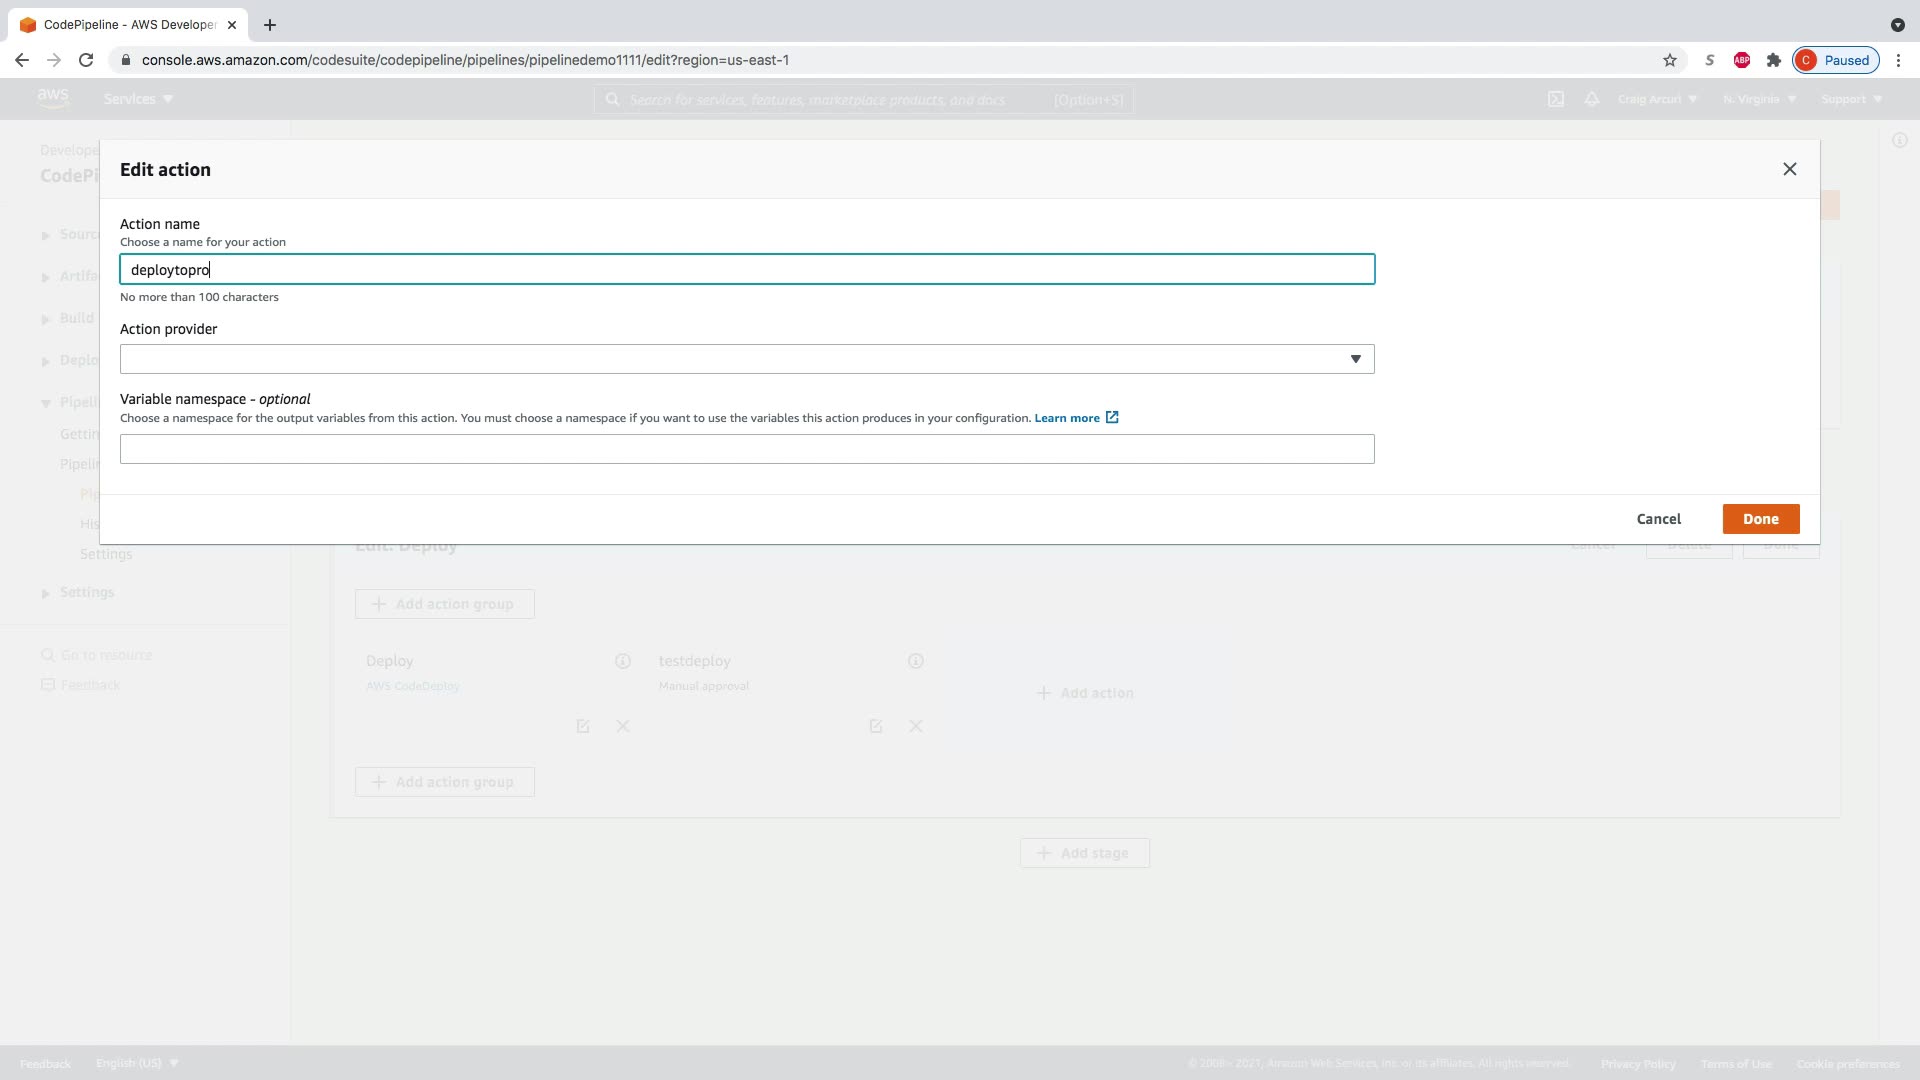 CodePipeline - AWS Developer
console.aws.amazon.com/codesuite/codepipeline/pipelines/pipelinedemo1111/edit?region=us-east-1
S
ABP
C
Paused
aws
Services
Search for services, features, marketplace products, and docs
[Option+S]
Craig Arcuri
N. Virginia
Support
Develope
CodePi
Edit action
Action name
Choose a name for your action
deploytopro
No more than 100 characters
Action provider
Variable namespace - optional
Choose a namespace for the output variables from this action. You must choose a namespace if you want to use the variables this action produces in your configuration. Learn more
Cancel
Done
Sourc
Artifa
Build
Deplo
Pipeli
Gettin
Pipelin
Pip
His
Settings
Settings
Go to resource
Feedback
Edit: Deploy
Cancel
Delete
Done
Add action group
Deploy
AWS CodeDeploy
testdeploy
Manual approval
Add action
Add action group
Add stage
Feedback
English (US)
© 2008 - 2021, Amazon Web Services, Inc. or its affiliates. All rights reserved.
Privacy Policy
Terms of Use
Cookie preferences